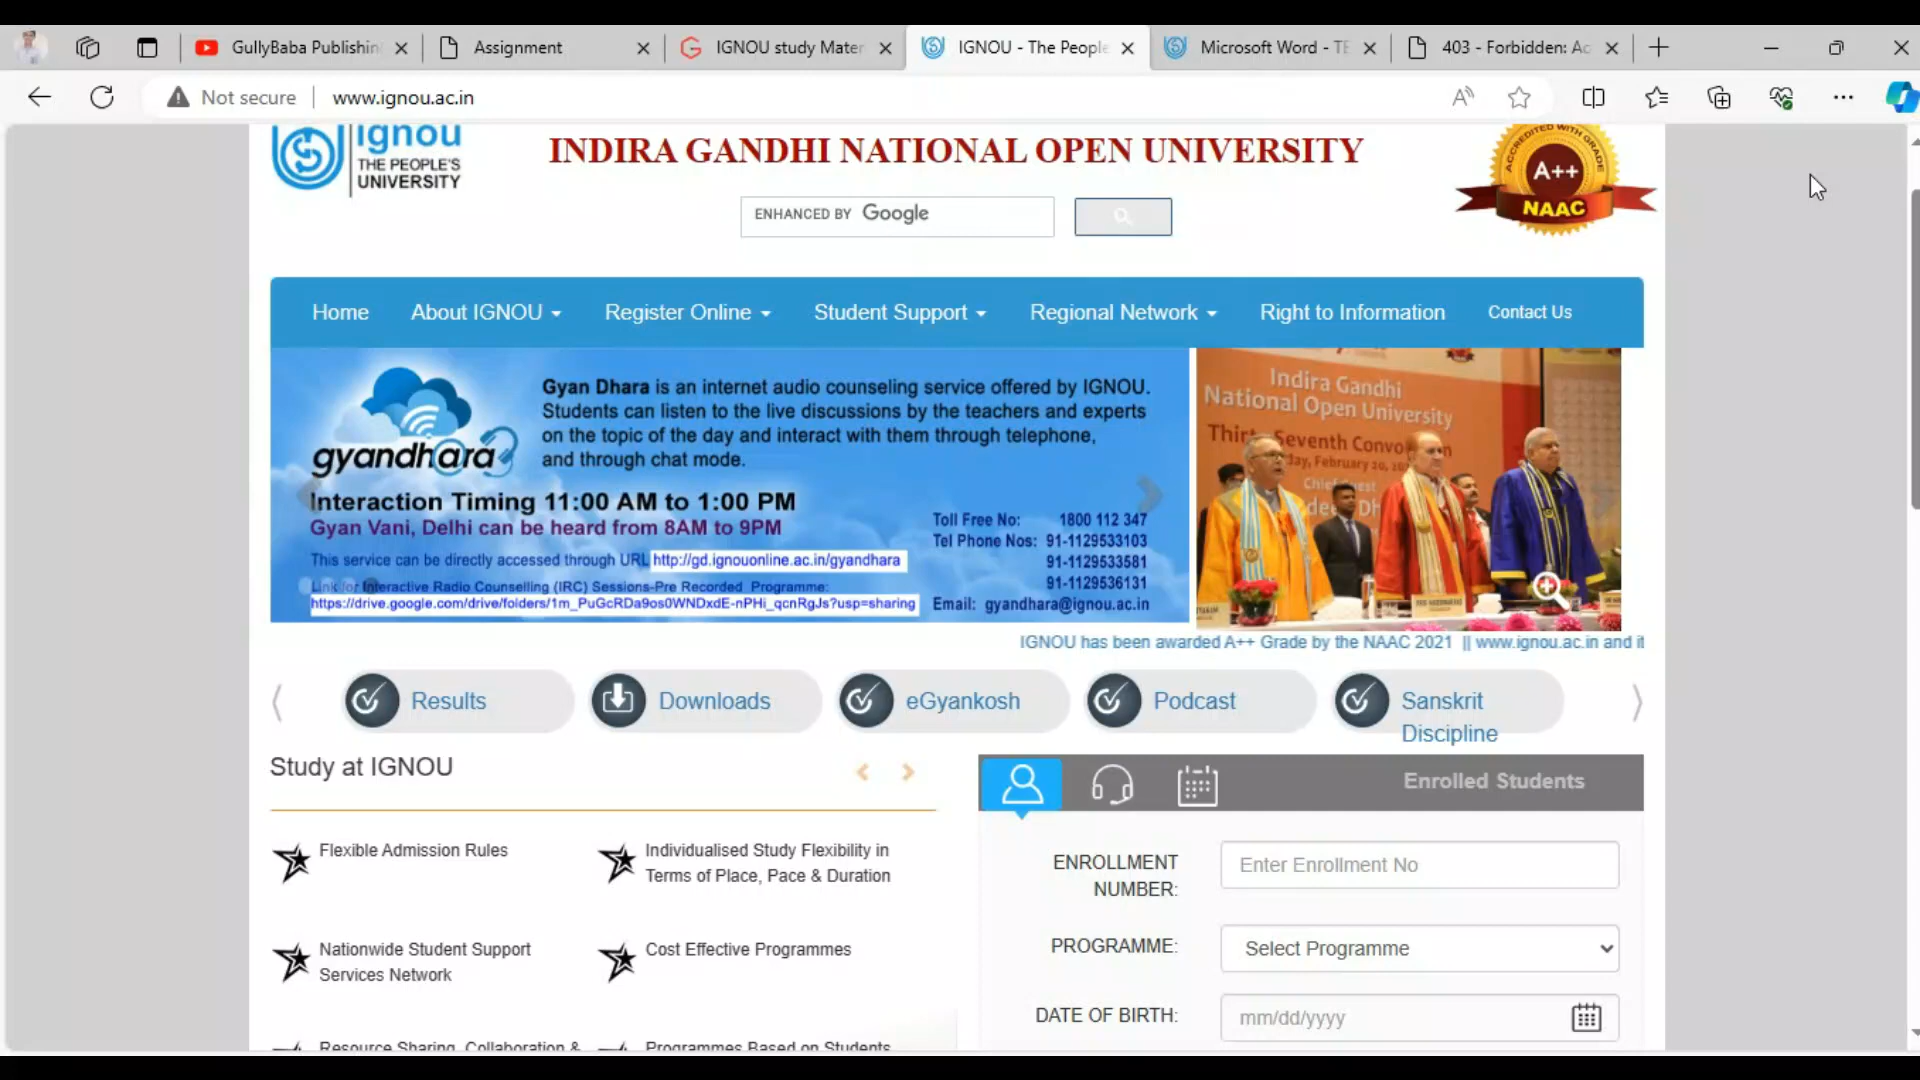 GullyBaba Publishin
Assignment
IGNOU study Mater
IGNOU - The People
Microsoft Word - TE
403 - Forbidden: Ac
Not secure
www.ignou.ac.in
ignou
THE PEOPLE'S
UNIVERSITY
INDIRA GANDHI NATIONAL OPEN UNIVERSITY
ENHANCED BY Google
ACCREDITED WITH GRADE
A++
NAAC
Home
About IGNOU
Register Online
Student Support
Regional Network
Right to Information
Contact Us
gyandhara
Gyan Dhara is an internet audio counseling service offered by IGNOU.
Students can listen to the live discussions by the teachers and experts
on the topic of the day and interact with them through telephone,
and through chat mode.
Interaction Timing 11:00 AM to 1:00 PM
Gyan Vani, Delhi can be heard from 8AM to 9PM
This service can be directly accessed through URL http://gd.ignouonline.ac.in/gyandhara
Link for Interactive Radio Counselling (IRC) Sessions-Pre Recorded Programme:
https://drive.google.com/drive/folders/1m_PuGcRDa9os0WNDxdE-nPHi_qcnRgJs?usp=sharing
Toll Free No: 1800 112 347
Tel Phone Nos: 91-1129533103
91-1129533581
91-1129536131
Email: gyandhara@ignou.ac.in
Indira Gandhi
National Open University
IGNOU has been awarded A++ Grade by the NAAC 2021 || www.ignou.ac.in and it
Results
Downloads
eGyankosh
Podcast
Sanskrit
Discipline
Study at IGNOU
Flexible Admission Rules
Individualised Study Flexibility in
Terms of Place, Pace & Duration
Nationwide Student Support
Services Network
Cost Effective Programmes
Resource Sharing, Collaboration &
Programmes Based on Students
Enrolled Students
ENROLLMENT
NUMBER:
Enter Enrollment No
PROGRAMME:
Select Programme
DATE OF BIRTH:
mm/dd/yyyy